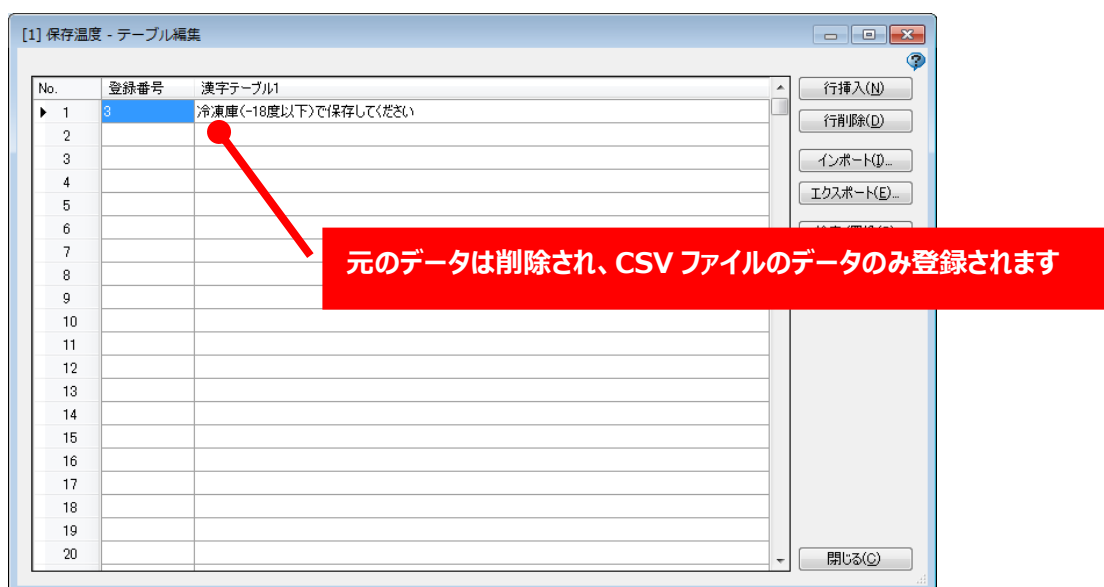 [1] 保存温度 - テーブル編集
No. 登録番号 漢字テーブル1
1 3 冷凍庫(-18度以下)で保存してください
2
3
4
5
6
7
8
9
10
11
12
13
14
15
16
17
18
19
20
行挿入(N)
行削除(D)
インポート(I)...
エクスポート(E)...
元のデータは削除され、CSV ファイルのデータのみ登録されます
閉じる(C)